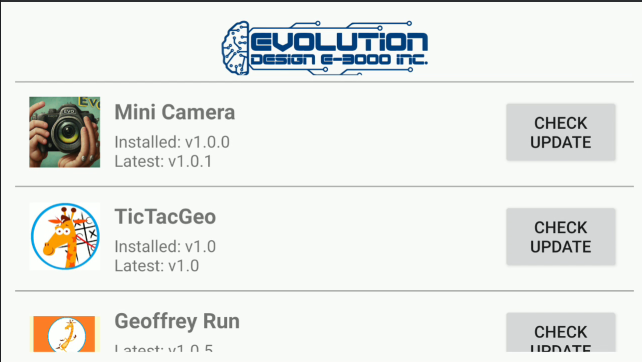 EVOLUTION
DESIGN E-3000 INC.
Mini Camera
Installed: v1.0.0
Latest: v1.0.1
CHECK
UPDATE
TicTacGeo
Installed: v1.0
Latest: v1.0
CHECK
UPDATE
Geoffrey Run
Latest: v1.0.5
CHECK
UPDATE